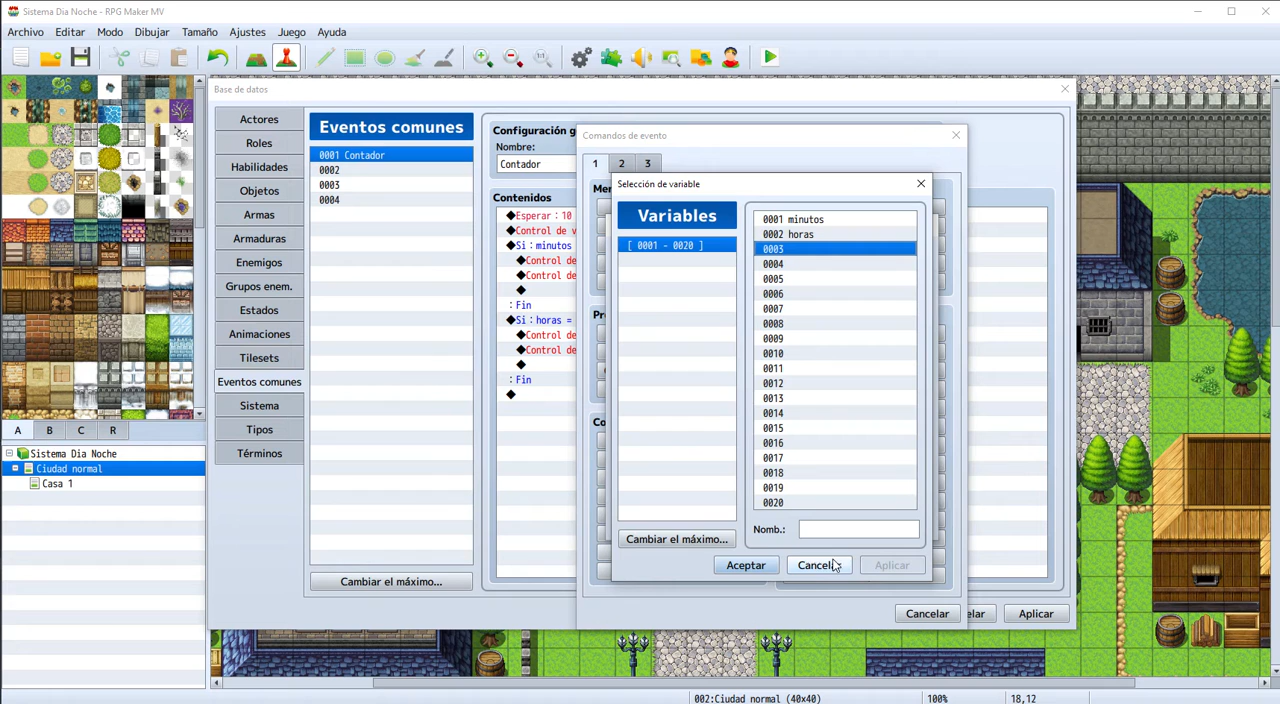 Sistema Dia Noche - RPG Maker MV
Archivo Editar Modo Dibujar Tamaño Ajustes Juego Ayuda
1:1
Base de datos
Actores
Roles
Habilidades
Objetos
Armas
Armaduras
Enemigos
Grupos enem.
Estados
Animaciones
Tilesets
Eventos comunes
Sistema
Tipos
Términos
Eventos comunes
0001 Contador
0002
0003
0004
Cambiar el máximo...
Configuración g
Nombre:
Contador
Contenidos
◆Esperar：10
◆Control de v
◆Si：minutos
◆Control de
◆Control de
◆
：Fin
◆Si：horas =
◆Control de
◆Control de
◆
：Fin
◆
Comandos de evento
1 2 3
Selección de variable
Variables
[ 0001 - 0020 ]
Cambiar el máximo...
0001 minutos
0002 horas
0003
0004
0005
0006
0007
0008
0009
0010
0011
0012
0013
0014
0015
0016
0017
0018
0019
0020
Nomb.:
Aceptar Aplicar
Cancelar elar Aplicar
A B C R
Sistema Dia Noche
Ciudad normal
Casa 1
002:Ciudad normal (40x40) 100% 18,12